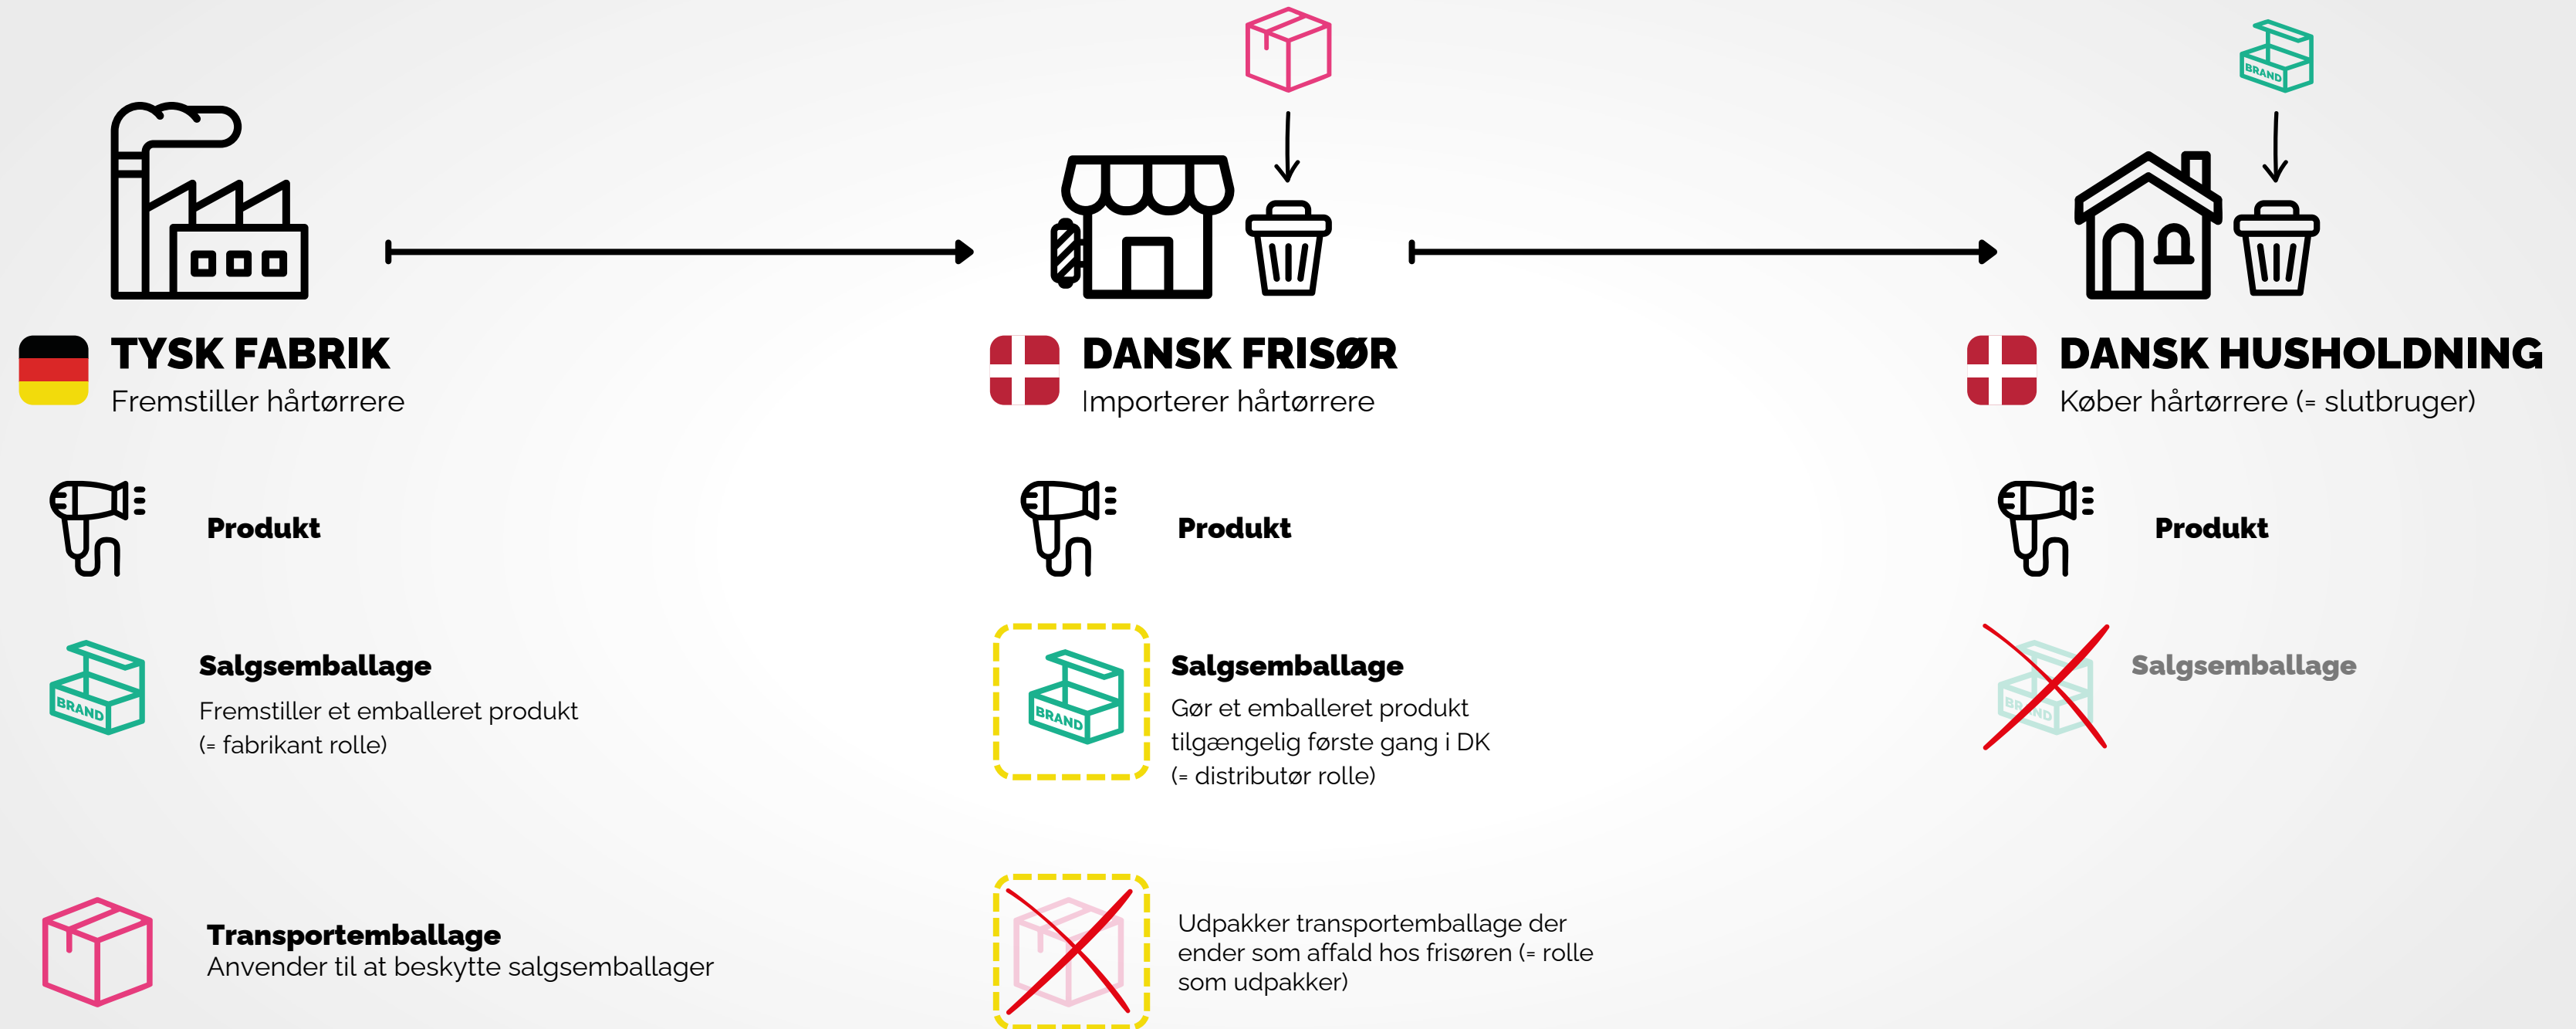 BRAND
TYSK FABRIK
Fremstiller hårtørrere
DANSK FRISØR
Importerer hårtørrere
DANSK HUSHOLDNING
Køber hårtørrere (= slutbruger)
Produkt
Produkt
Produkt
BRAND
Salgsemballage
Fremstiller et emballeret produkt
(= fabrikant rolle)
BRAND
Salgsemballage
Gør et emballeret produkt
tilgængelig første gang i DK
(= distributør rolle)
BRAND
Salgsemballage
Transportemballage
Anvender til at beskytte salgsemballager
Udpakker transportemballage der
ender som affald hos frisøren (= rolle
som udpakker)